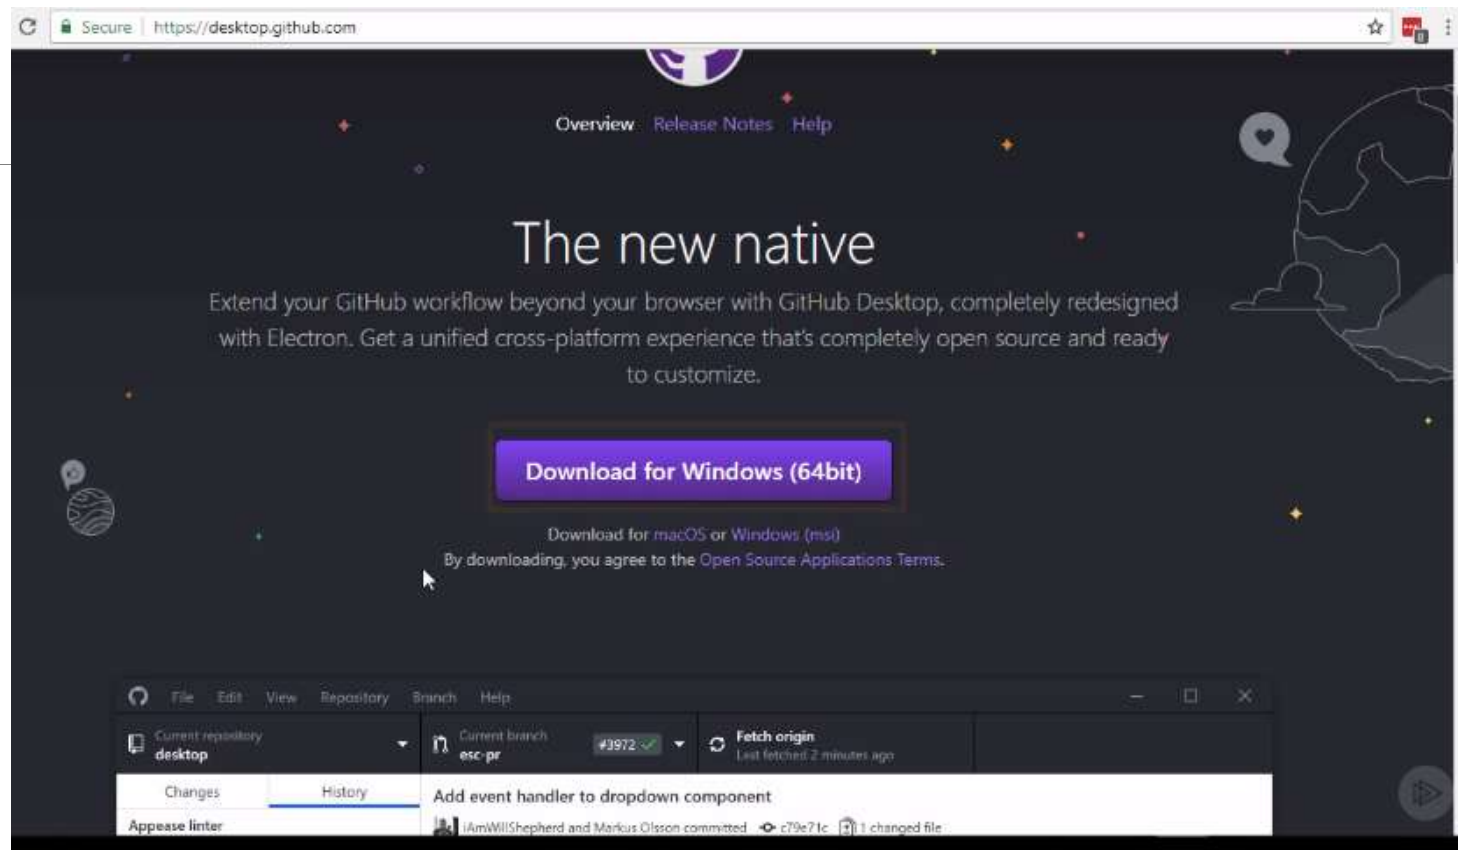 Secure https://desktop.github.com
Overview Release Notes Help
The new native
Extend your GitHub workflow beyond your browser with GitHub Desktop, completely redesigned
with Electron. Get a unified cross-platform experience that's completely open source and ready
to customize.
Download for Windows (64bit)
Download for macOS or Windows (msi)
By downloading, you agree to the Open Source Applications Terms.
File Edit View Repository Branch Help
Current repository
desktop
Current branch
esc-pr
#3972
Fetch origin
Last fetched 2 minutes ago
Changes History
Add event handler to dropdown component
Appease linter
iAmWillShepherd and Markus Olsson committed c79e71c 1 changed file